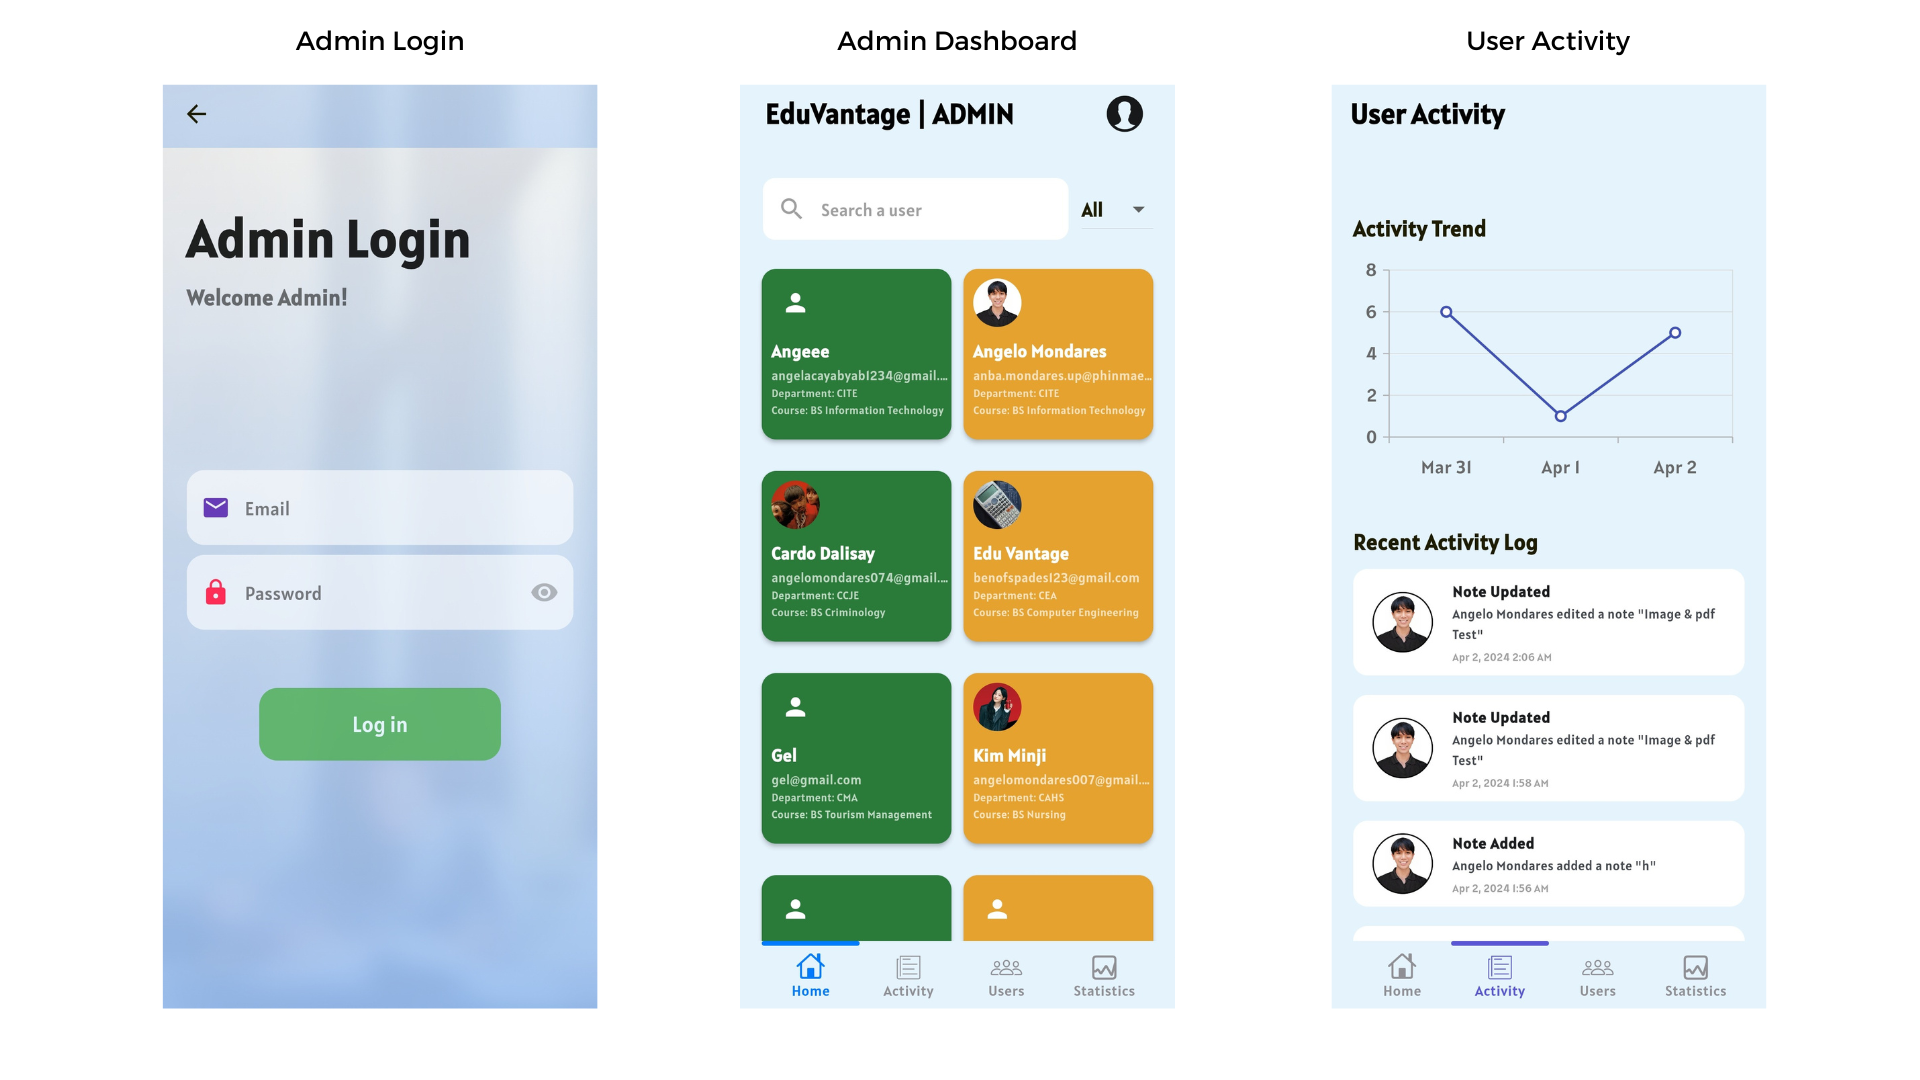 Admin Login
Admin Login
Welcome Admin!
Email
Password
Log in
Admin Dashboard
EduVantage | ADMIN
Search a user
All
Angeee
angelacayabyab1234@gmail....
Department: CITE
Course: BS Information Technology
Angelo Mondares
anba.mondares.up@phinmae...
Department: CITE
Course: BS Information Technology
Cardo Dalisay
angelomondares074@gmail....
Department: CCJE
Course: BS Criminology
Edu Vantage
benofspades123@gmail.com
Department: CEA
Course: BS Computer Engineering
Gel
gel@gmail.com
Department: CMA
Course: BS Tourism Management
Kim Minji
angelomondares007@gmail....
Department: CAHS
Course: BS Nursing
Home
Activity
Users
Statistics
User Activity
User Activity
Activity Trend
8
6
4
2
0
Mar 31
Apr 1
Apr 2
Recent Activity Log
Note Updated
Angelo Mondares edited a note "Image & pdf
Test"
Apr 2, 2024 2:06 AM
Note Updated
Angelo Mondares edited a note "Image & pdf
Test"
Apr 2, 2024 1:58 AM
Note Added
Angelo Mondares added a note "h"
Apr 2, 2024 1:56 AM
Home
Activity
Users
Statistics